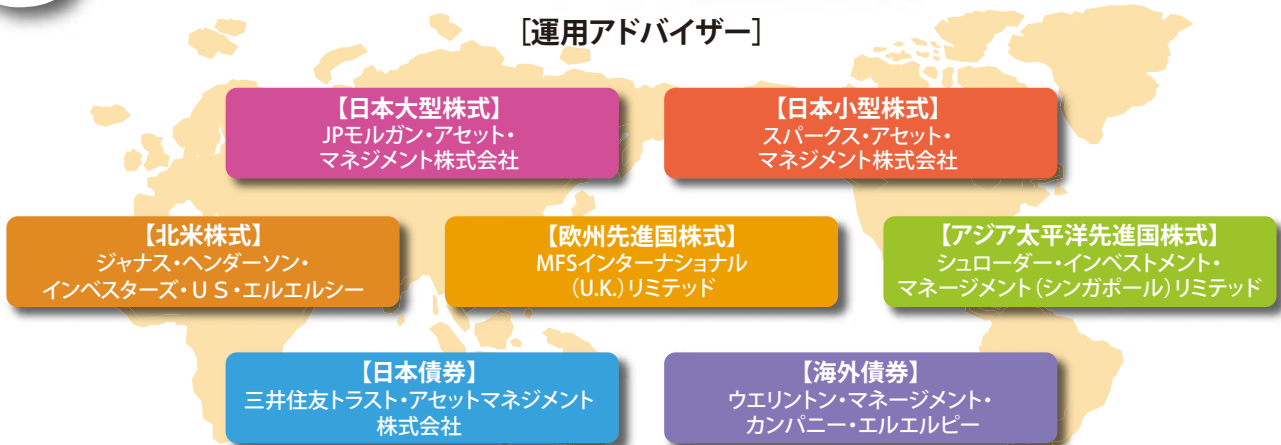 ［運用アドバイザー］
【日本大型株式】
JPモルガン・アセット・
マネジメント株式会社
【日本小型株式】
スパークス・アセット・
マネジメント株式会社
【北米株式】
ジャナス・ヘンダーソン・
インベスターズ・ＵＳ・エルエルシー
【欧州先進国株式】
MFSインターナショナル
（U.K.）リミテッド
【アジア太平洋先進国株式】
シュローダー・インベストメント・
マネージメント（シンガポール）リミテッド
【日本債券】
三井住友トラスト・アセットマネジメント
株式会社
【海外債券】
ウエリントン・マネージメント・
カンパニー・エルエルピー